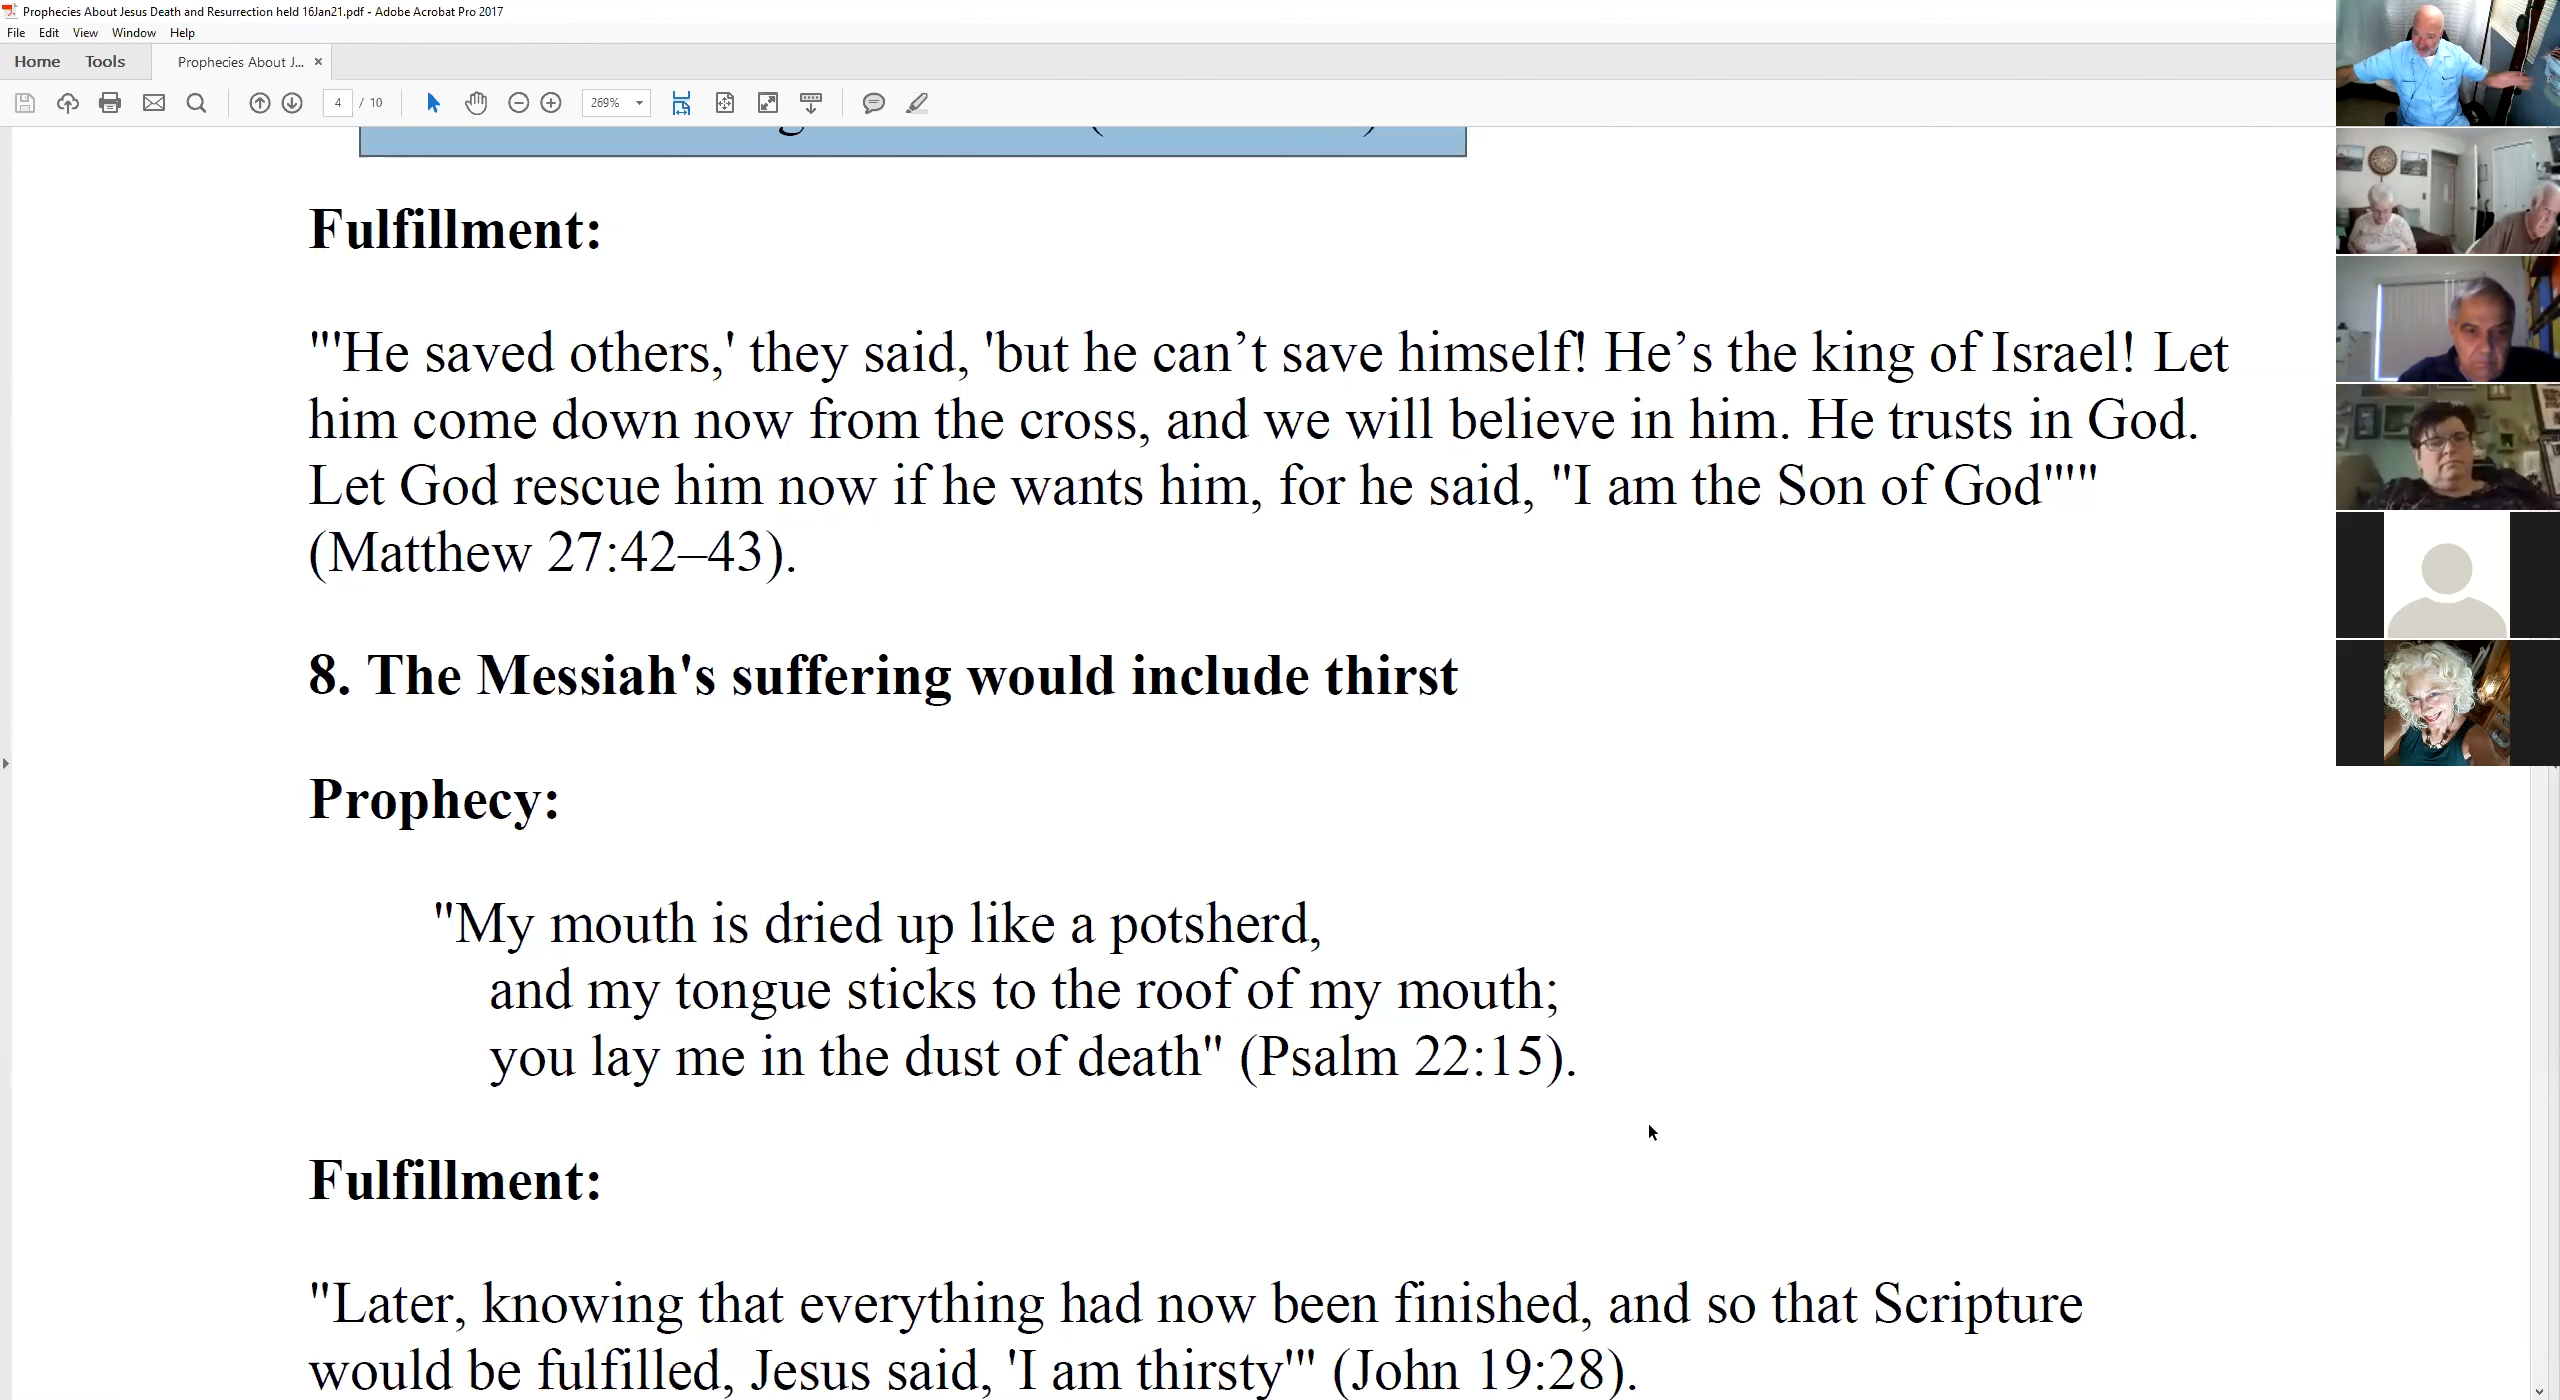 Prophecies About Jesus Death and Resurrection held 16Jan21.pdf - Adobe Acrobat Pro 2017
File Edit View Window Help
Home Tools Prophecies About J... ×
4 / 10 269%
Fulfillment:
"'He saved others,' they said, 'but he can’t save himself! He’s the king of Israel! Let
him come down now from the cross, and we will believe in him. He trusts in God.
Let God rescue him now if he wants him, for he said, "I am the Son of God"'"
(Matthew 27:42–43).
8. The Messiah's suffering would include thirst
Prophecy:
"My mouth is dried up like a potsherd,
and my tongue sticks to the roof of my mouth;
you lay me in the dust of death" (Psalm 22:15).
Fulfillment:
"Later, knowing that everything had now been finished, and so that Scripture
would be fulfilled, Jesus said, 'I am thirsty'" (John 19:28).